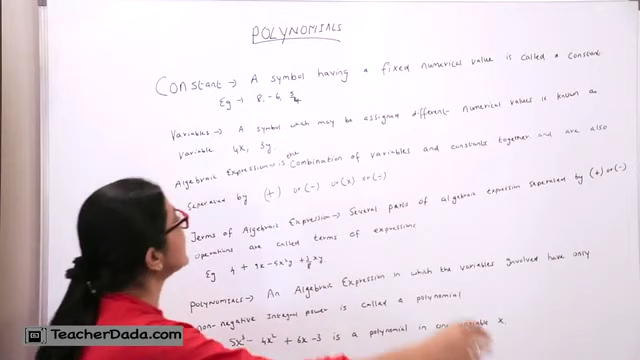 POLYNOMIALS
Constant → A symbol having a fixed numerical value is called a constant.
Eg → 8, -6, 5/4
Variables → A symbol which may be assigned different numerical values is known as
variable 4x, 3y
Algebraic Expression → is the Combination of variables and constants together and are also
seperated by (+) or (-) or (x) or (÷)
Terms of Algebraic Expression → Several parts of algebraic expression seperated by (+) or (-)
operations are called terms of expressions
Eg 4 + 9x - 5x²y + xy.
Polynomials → An Algebraic Expression in which the variables involved have only
non-negative integral power is called a polynomial
5x³ - 4x² + 6x - 3 is a polynomial in one variable x.
TeacherDada.com